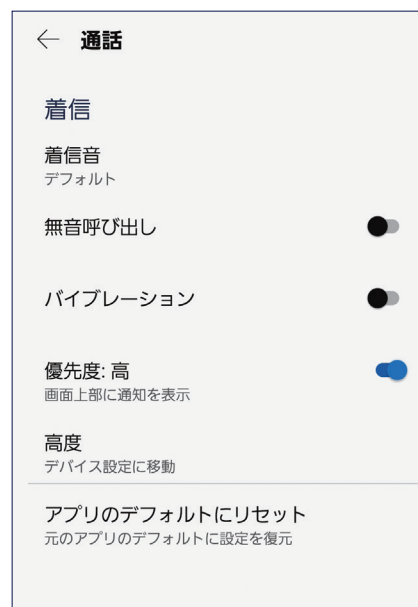 通話
着信
着信音
デフォルト
無音呼び出し
バイブレーション
優先度: 高
画面上部に通知を表示
高度
デバイス設定に移動
アプリのデフォルトにリセット
元のアプリのデフォルトに設定を復元